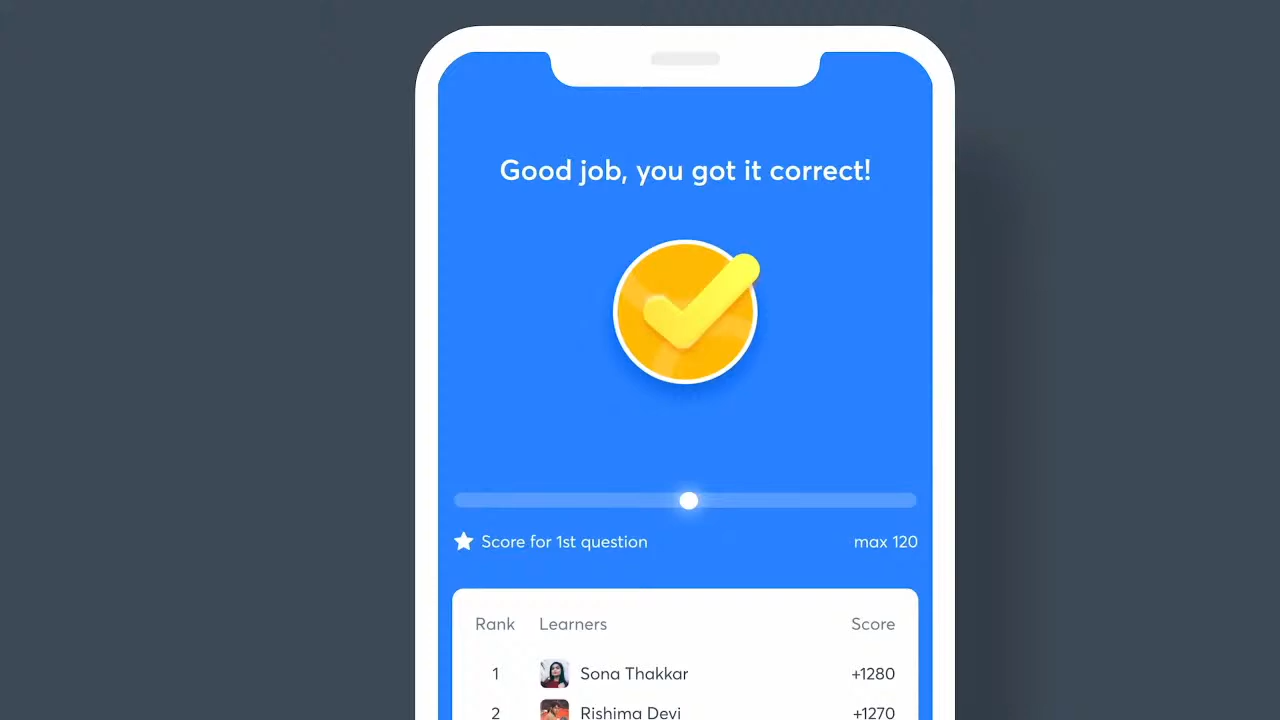 Good job, you got it correct!
Score for 1st question max 120
Rank Learners Score
1 Sona Thakkar +1280
2 Rishima Devi +1270